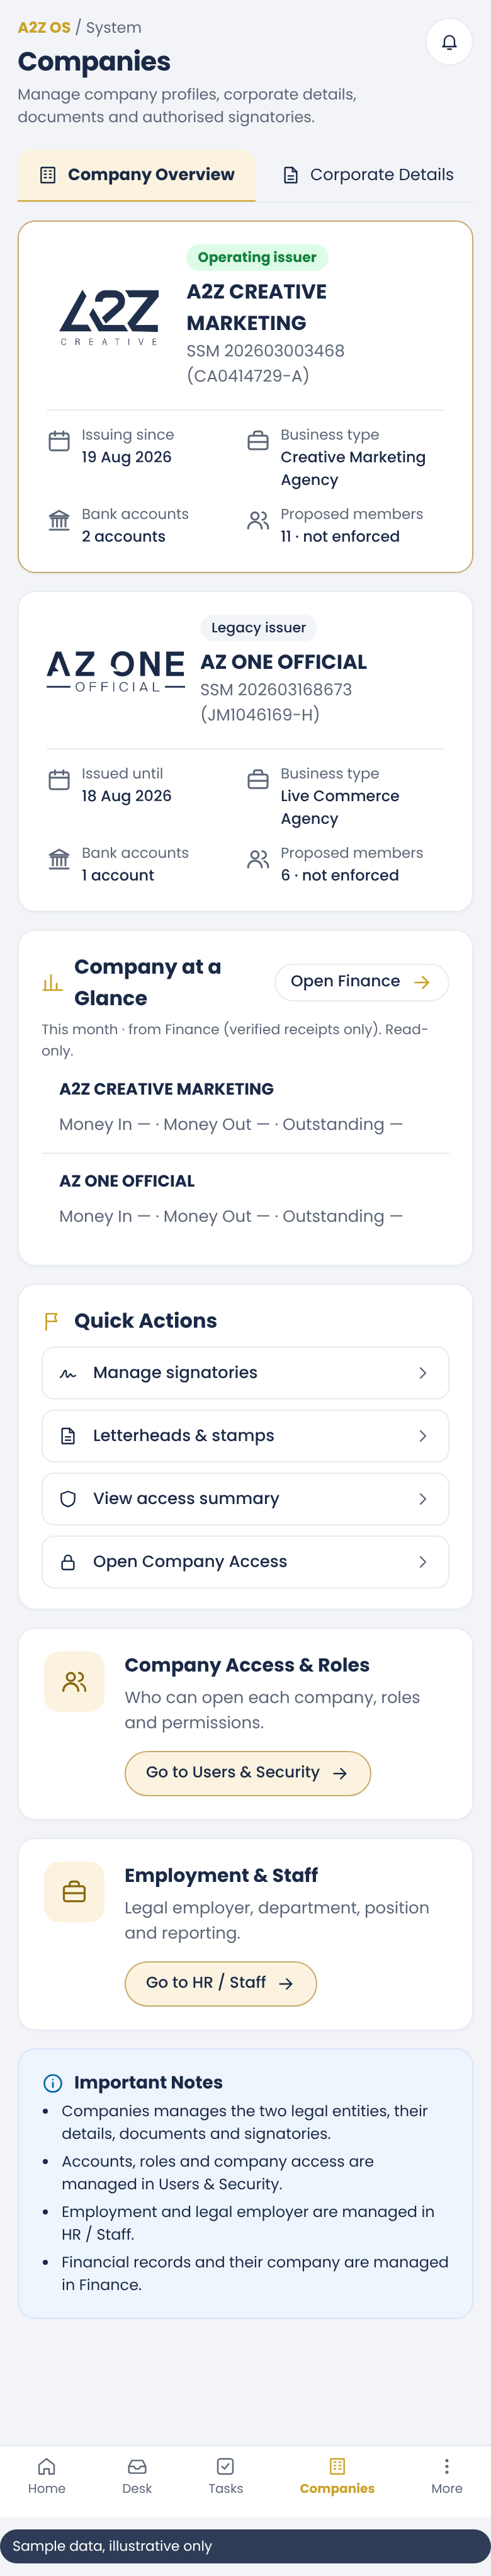 A2Z OS / System
Companies
Manage company profiles, corporate details,
documents and authorised signatories.
Company Overview
Corporate Details
A2Z
CREATIVE
Operating issuer
A2Z CREATIVE
MARKETING
SSM 202603003468
(CA0414729-A)
Issuing since
19 Aug 2026
Business type
Creative Marketing
Agency
Bank accounts
2 accounts
Proposed members
11 · not enforced
AZ ONE
OFFICIAL
Legacy issuer
AZ ONE OFFICIAL
SSM 202603168673
(JM1046169-H)
Issued until
18 Aug 2026
Business type
Live Commerce
Agency
Bank accounts
1 account
Proposed members
6 · not enforced
Company at a
Glance
Open Finance
This month · from Finance (verified receipts only). Read-
only.
A2Z CREATIVE MARKETING
Money In — · Money Out — · Outstanding —
AZ ONE OFFICIAL
Money In — · Money Out — · Outstanding —
Quick Actions
Manage signatories
Letterheads & stamps
View access summary
Open Company Access
Company Access & Roles
Who can open each company, roles
and permissions.
Go to Users & Security
Employment & Staff
Legal employer, department, position
and reporting.
Go to HR / Staff
Important Notes
• Companies manages the two legal entities, their
details, documents and signatories.
• Accounts, roles and company access are
managed in Users & Security.
• Employment and legal employer are managed in
HR / Staff.
• Financial records and their company are managed
in Finance.
Home
Desk
Tasks
Companies
More
Sample data, illustrative only